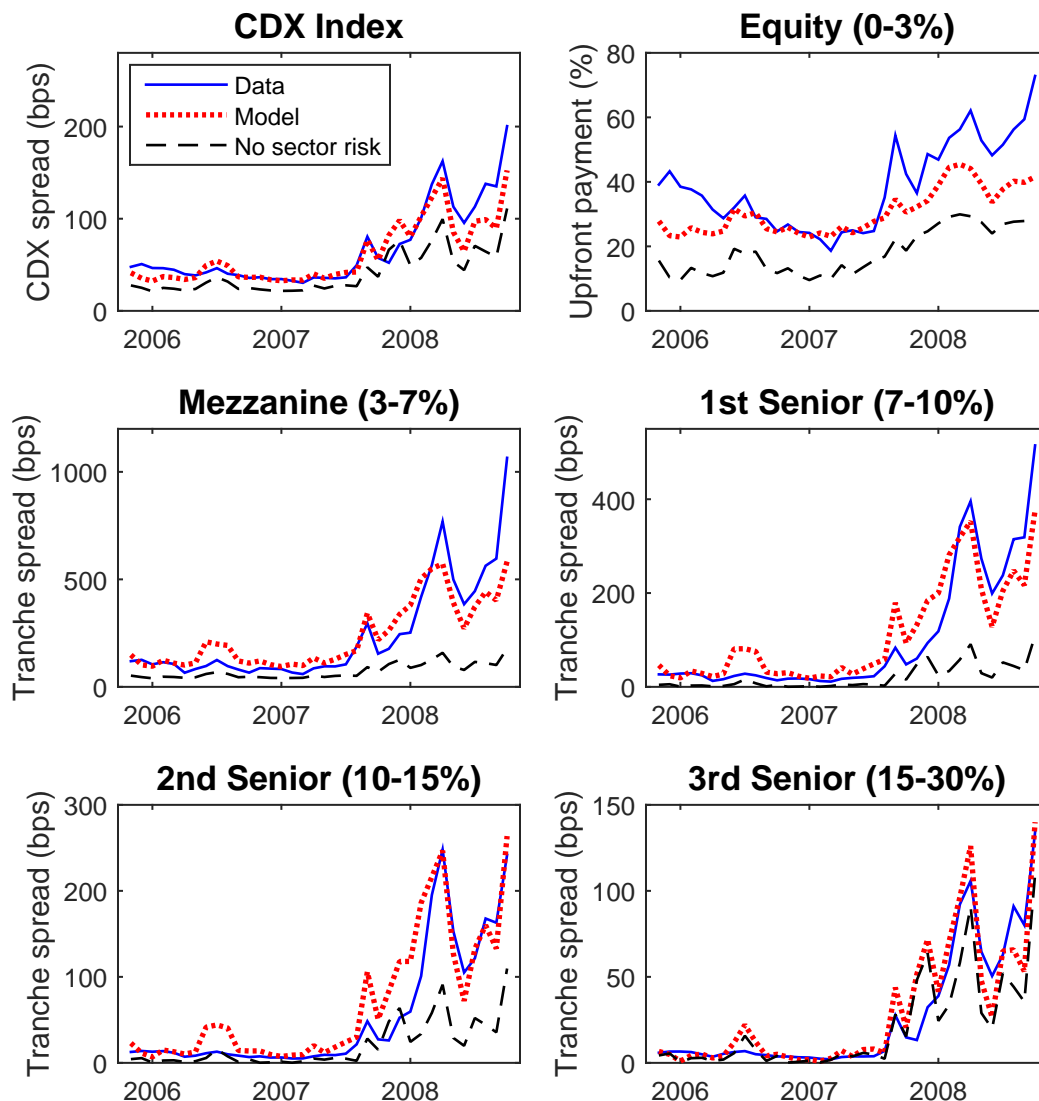 CDX Index
CDX spread (bps)
200
100
0
2006 2007 2008
Data
Model
No sector risk
Equity (0-3%)
Upfront payment (%)
80
60
40
20
0
2006 2007 2008
Mezzanine (3-7%)
Tranche spread (bps)
1000
500
0
2006 2007 2008
1st Senior (7-10%)
Tranche spread (bps)
400
200
0
2006 2007 2008
2nd Senior (10-15%)
Tranche spread (bps)
300
200
100
0
2006 2007 2008
3rd Senior (15-30%)
Tranche spread (bps)
150
100
50
0
2006 2007 2008